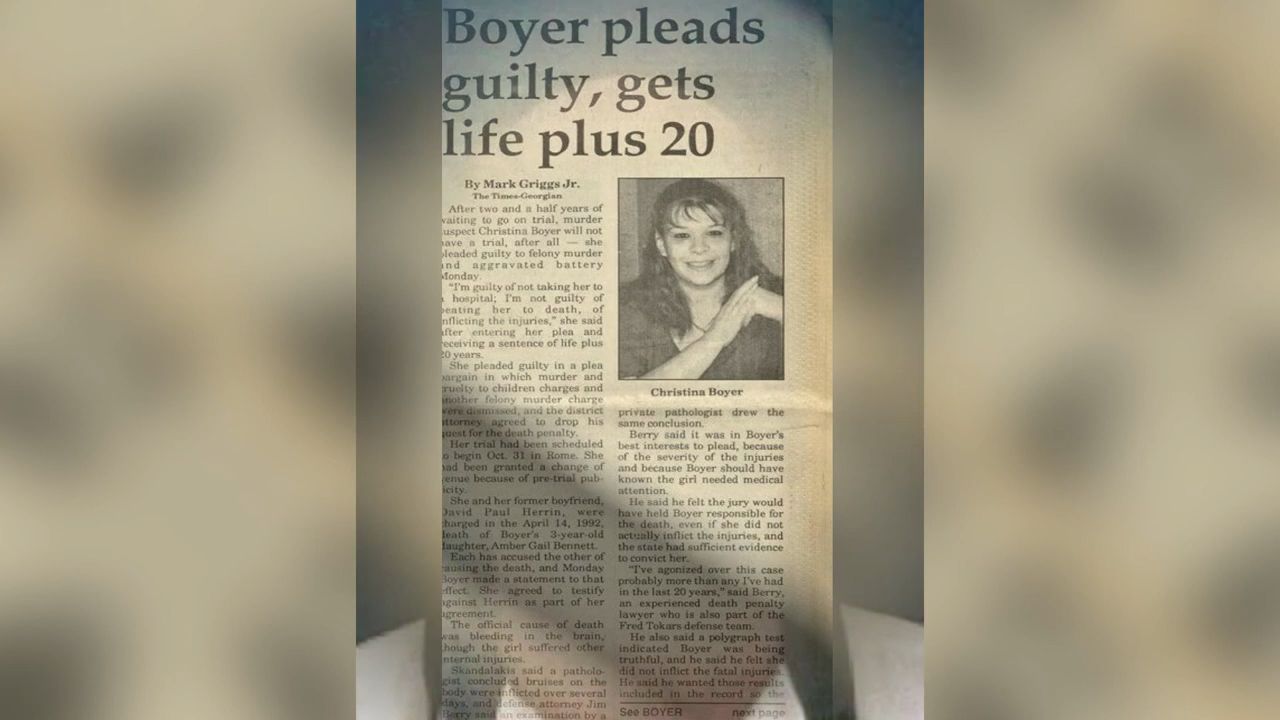 Boyer pleads
guilty, gets
life plus 20
By Mark Griggs Jr.
The Times-Georgian
After two and a half years of
waiting to go on trial, murder
uspect Christina Boyer will not
ave a trial, after all — she
leaded guilty to felony murder
nd aggravated battery
Monday.
"I'm guilty of not taking her to
a hospital; I'm not guilty of
eating her to death, of
nflicting the injuries," she said
after entering her plea and
receiving a sentence of life plus
20 years.
She pleaded guilty in a plea
bargain in which murder and
cruelty to children charges and
another felony murder charge
were dismissed, and the district
attorney agreed to drop his
quest for the death penalty.
Her trial had been scheduled
to begin Oct. 31 in Rome. She
had been granted a change of
venue because of pre-trial pub-
icity.
She and her former boyfriend,
David Paul Herrin, were
charged in the April 14, 1992,
death of Boyer's 3-year-old
daughter, Amber Gail Bennett.
Each has accused the other of
causing the death, and Monday
Boyer made a statement to that
effect. She agreed to testify
against Herrin as part of her
agreement.
The official cause of death
was bleeding in the brain,
though the girl suffered other
internal injuries.
Skandalakis said a patholo-
gist concluded bruises on the
body were inflicted over several
days, and defense attorney Jim
Berry said an examination by a
Christina Boyer
private pathologist drew the
same conclusion.
Berry said it was in Boyer's
best interests to plead, because
of the severity of the injuries
and because Boyer should have
known the girl needed medical
attention.
He said he felt the jury would
have held Boyer responsible for
the death, even if she did not
actually inflict the injuries, and
the state had sufficient evidence
to convict her.
"I've agonized over this case
probably more than any I've had
in the last 20 years," said Berry,
an experienced death penalty
lawyer who is also part of the
Fred Tokars defense team.
He also said a polygraph test
indicated Boyer was being
truthful, and he said he felt she
did not inflict the fatal injuries.
He said he wanted those results
included in the record so the
See BOYER next page